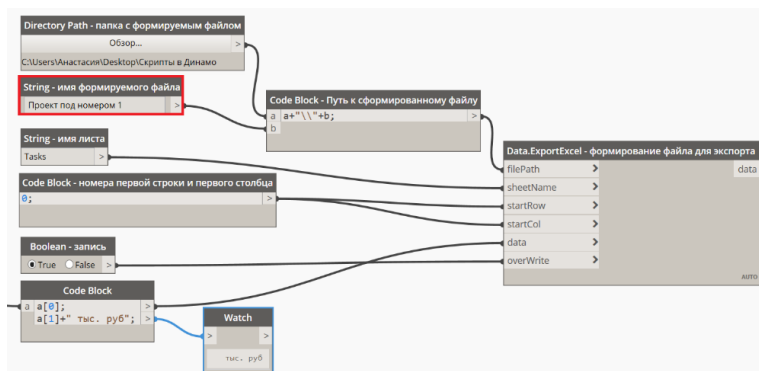 Directory Path - папка с формируемым файлом
Обзор... >
C:\Users\Анастасия\Desktop\Скрипты в Динамо
String - имя формируемого файла
Проект под номером 1 >
Code Block - Путь к сформированному файлу
a a+"\\"+b; >
b
String - имя листа
Tasks >
Data.ExportExcel - формирование файла для экспорта
filePath > data
sheetName >
startRow >
startCol >
data >
overWrite >
AUTO
Code Block - номера первой строки и первого столбца
0; >
Boolean - запись
True False >
Code Block
a a[0]; >
a[1]+" тыс. руб"; >
Watch
> >
тыс. руб